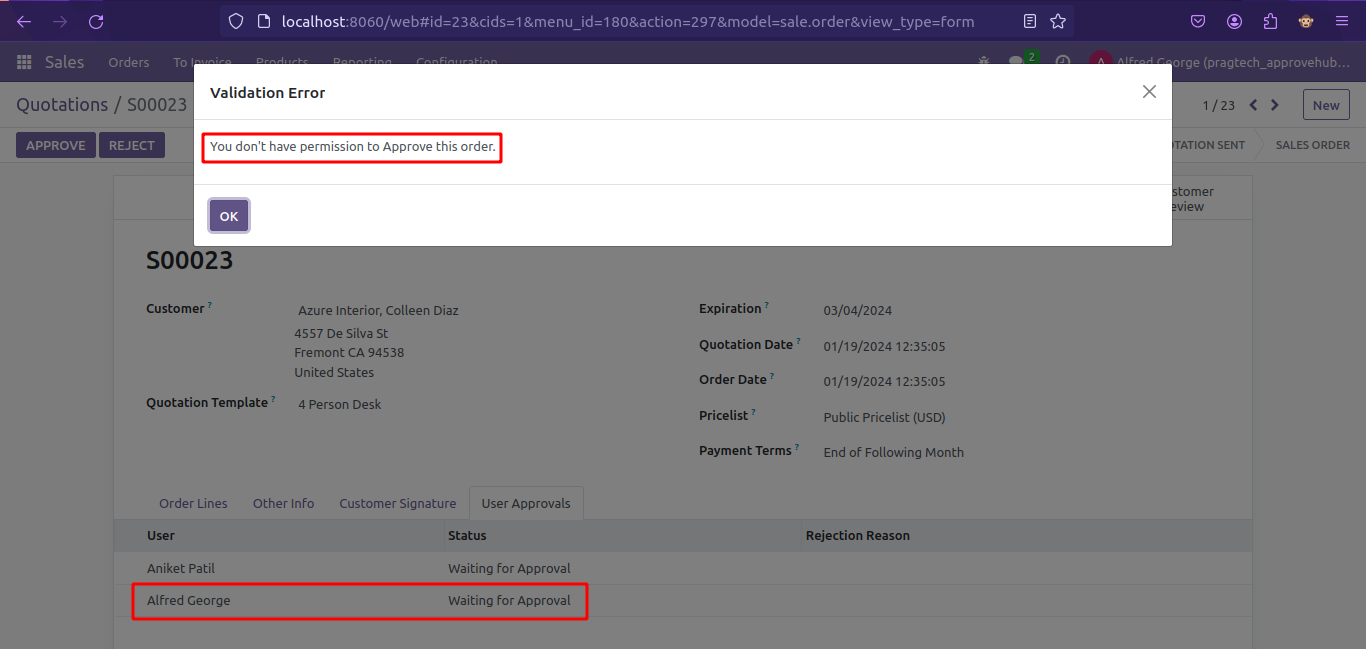 localhost:8060/web#id=23&cids=1&menu_id=180&action=297&model=sale.order&view_type=form
Sales Orders To Invoice Products Reporting Configuration 2 A Alfred George (pragtech_approvehub...
Validation Error
Quotations / S00023 1 / 23 New
APPROVE REJECT
You don't have permission to Approve this order.
TATION SENT SALES ORDER
stomer
eview
OK
S00023
Customer ? Azure Interior, Colleen Diaz
4557 De Silva St
Fremont CA 94538
United States
Quotation Template ? 4 Person Desk
Expiration ? 03/04/2024
Quotation Date ? 01/19/2024 12:35:05
Order Date ? 01/19/2024 12:35:05
Pricelist ? Public Pricelist (USD)
Payment Terms ? End of Following Month
Order Lines Other Info Customer Signature User Approvals
User Status Rejection Reason
Aniket Patil Waiting for Approval
Alfred George Waiting for Approval